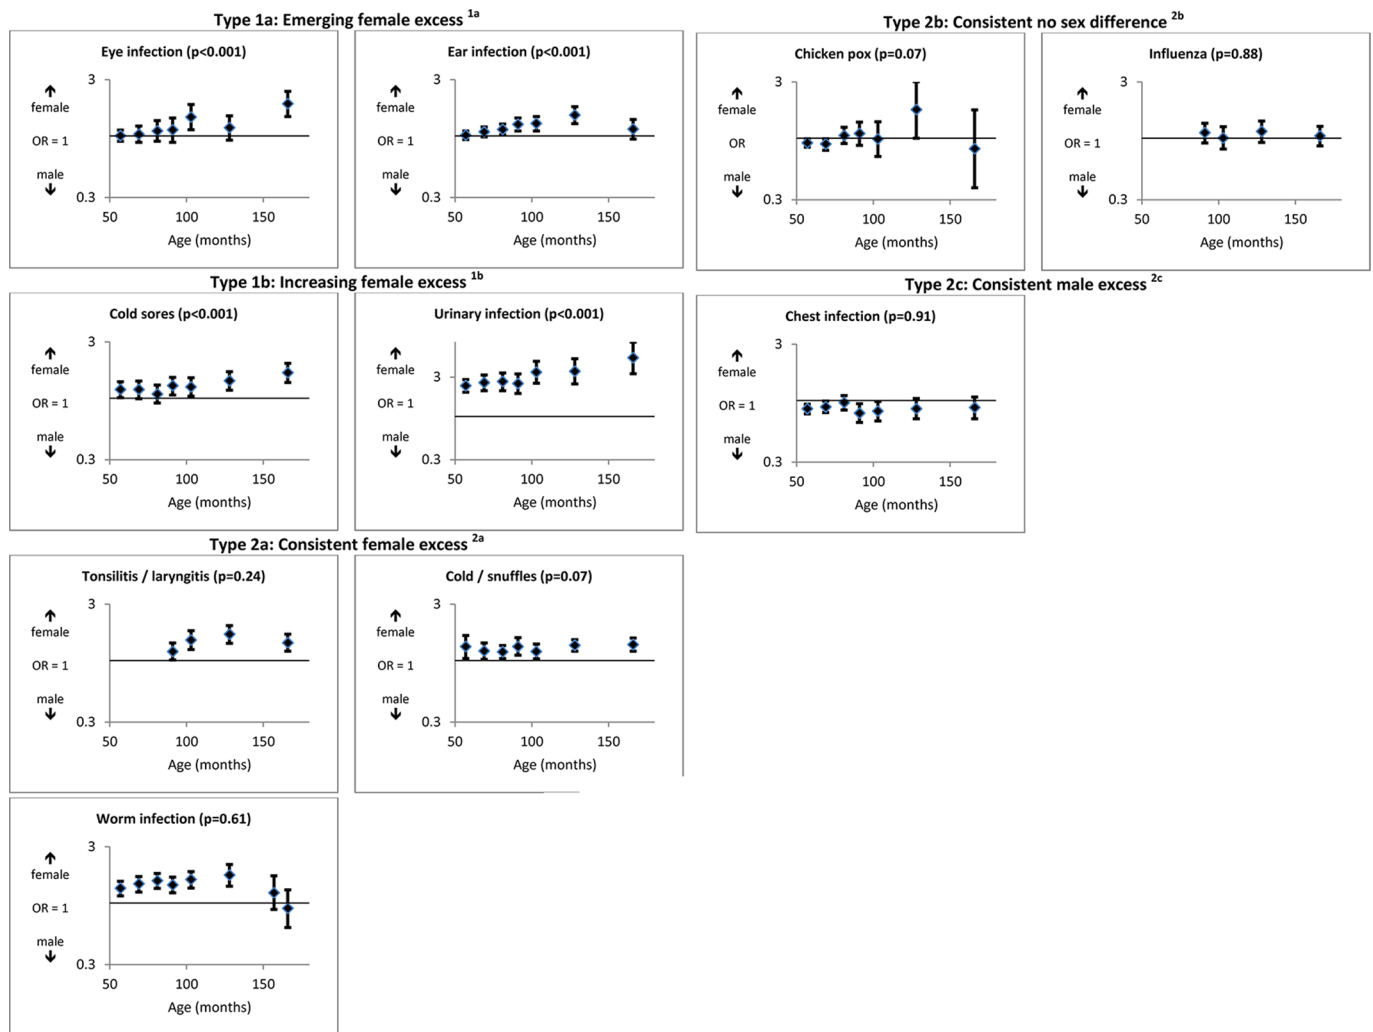 Type 1a: Emerging female excess 1a
Eye infection (p<0.001)
3
female
OR = 1
male
0.3
50 100 150
Age (months)
Ear infection (p<0.001)
3
female
OR = 1
male
0.3
50 100 150
Age (months)
Type 2b: Consistent no sex difference 2b
Chicken pox (p=0.07)
3
female
OR
male
0.3
50 100 150
Age (months)
Influenza (p=0.88)
3
female
OR = 1
male
0.3
50 100 150
Age (months)
Type 1b: Increasing female excess 1b
Cold sores (p<0.001)
3
female
OR = 1
male
0.3
50 100 150
Age (months)
Urinary infection (p<0.001)
3
female
OR = 1
male
0.3
50 100 150
Age (months)
Type 2c: Consistent male excess 2c
Chest infection (p=0.91)
3
female
OR = 1
male
0.3
50 100 150
Age (months)
Type 2a: Consistent female excess 2a
Tonsilitis / laryngitis (p=0.24)
3
female
OR = 1
male
0.3
50 100 150
Age (months)
Cold / snuffles (p=0.07)
3
female
OR = 1
male
0.3
50 100 150
Age (months)
Worm infection (p=0.61)
3
female
OR = 1
male
0.3
50 100 150
Age (months)